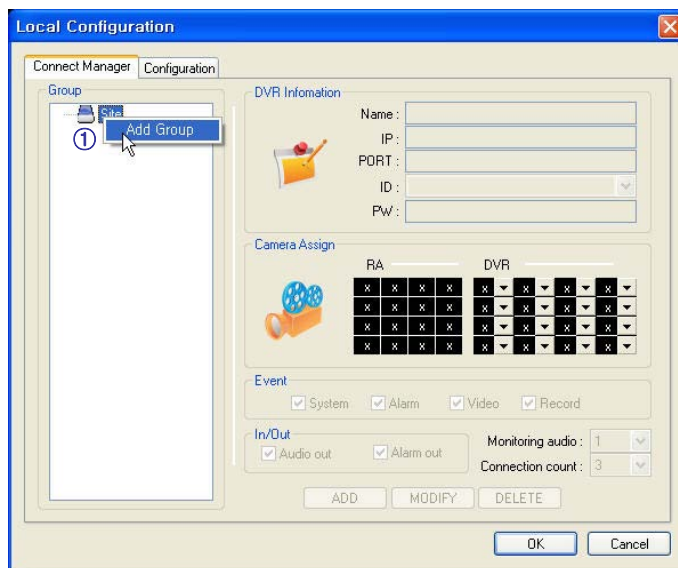 Local Configuration
Connect Manager Configuration
Group
Site
① Add Group
DVR Infomation
Name :
IP :
PORT :
ID :
PW :
Camera Assign
RA DVR
x x x x x x x x
x x x x x x x x
x x x x x x x x
x x x x x x x x
Event
System Alarm Video Record
In/Out
Audio out Alarm out
Monitoring audio : 1
Connection count : 3
ADD MODIFY DELETE
OK Cancel